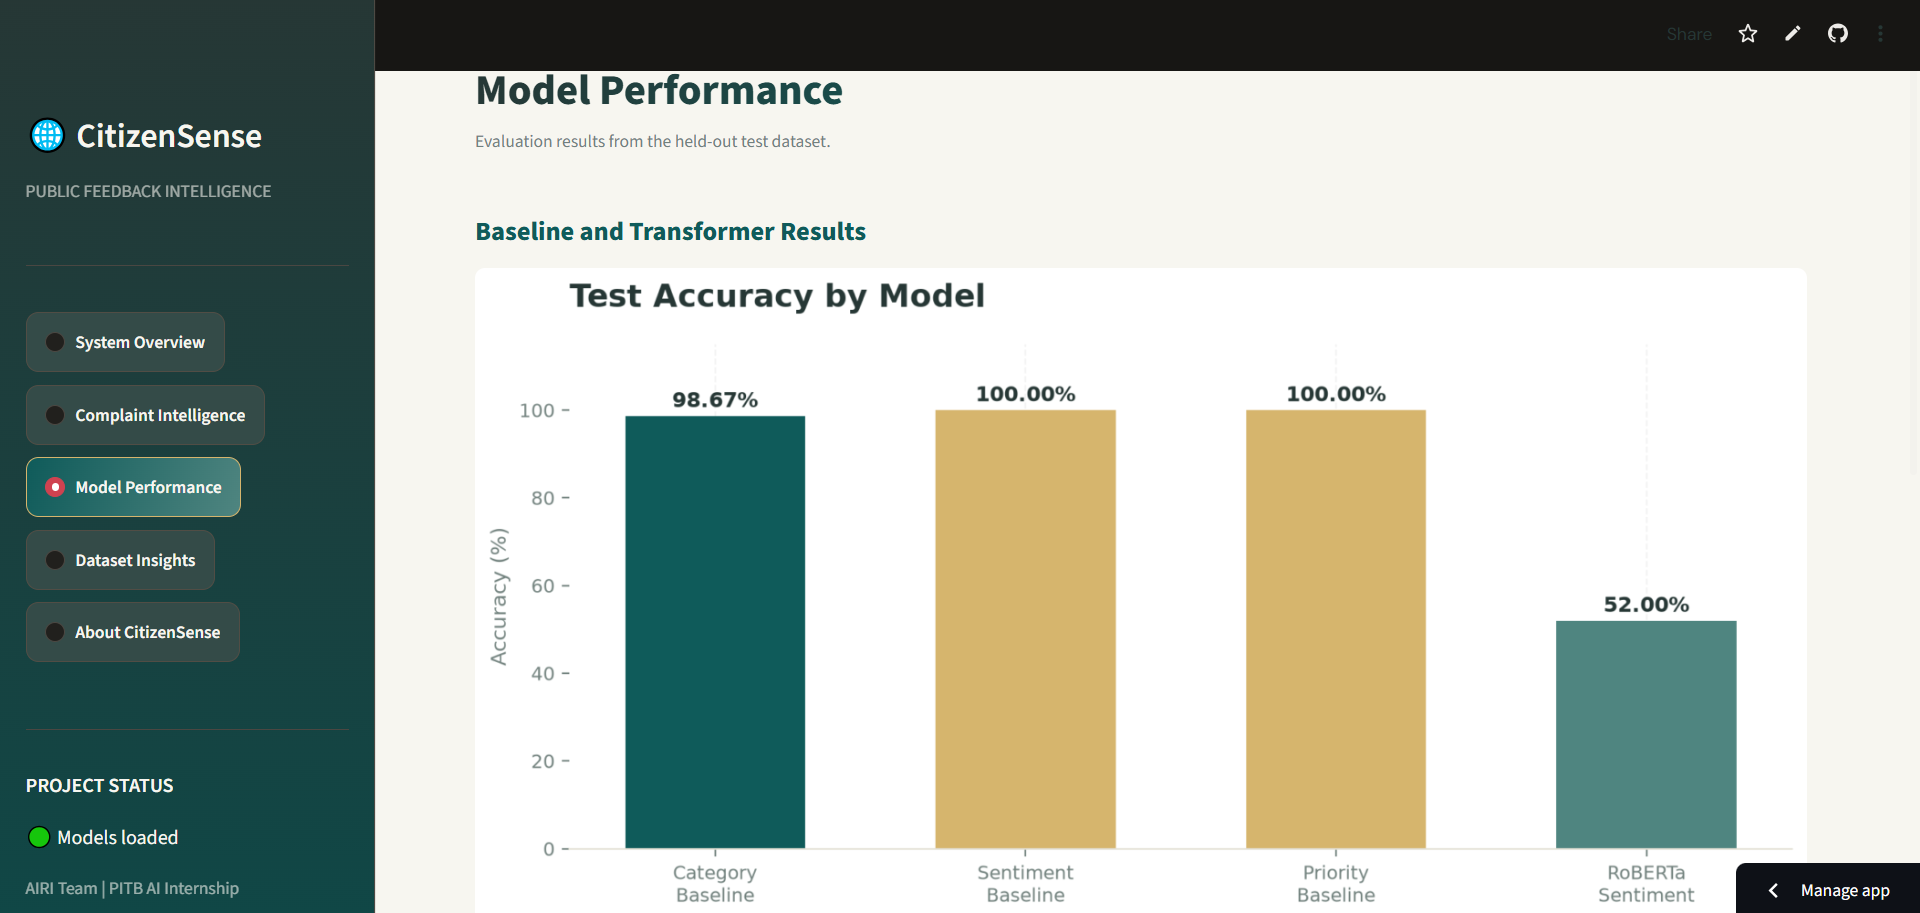 CitizenSense
PUBLIC FEEDBACK INTELLIGENCE
System Overview
Complaint Intelligence
Model Performance
Dataset Insights
About CitizenSense
PROJECT STATUS
Models loaded
AIRI Team | PITB AI Internship
Share
Model Performance
Evaluation results from the held-out test dataset.
Baseline and Transformer Results
Test Accuracy by Model
98.67%
100.00%
100.00%
52.00%
100
80
60
40
20
0
Accuracy (%)
Category
Baseline
Sentiment
Baseline
Priority
Baseline
RoBERTa
Sentiment
Manage app